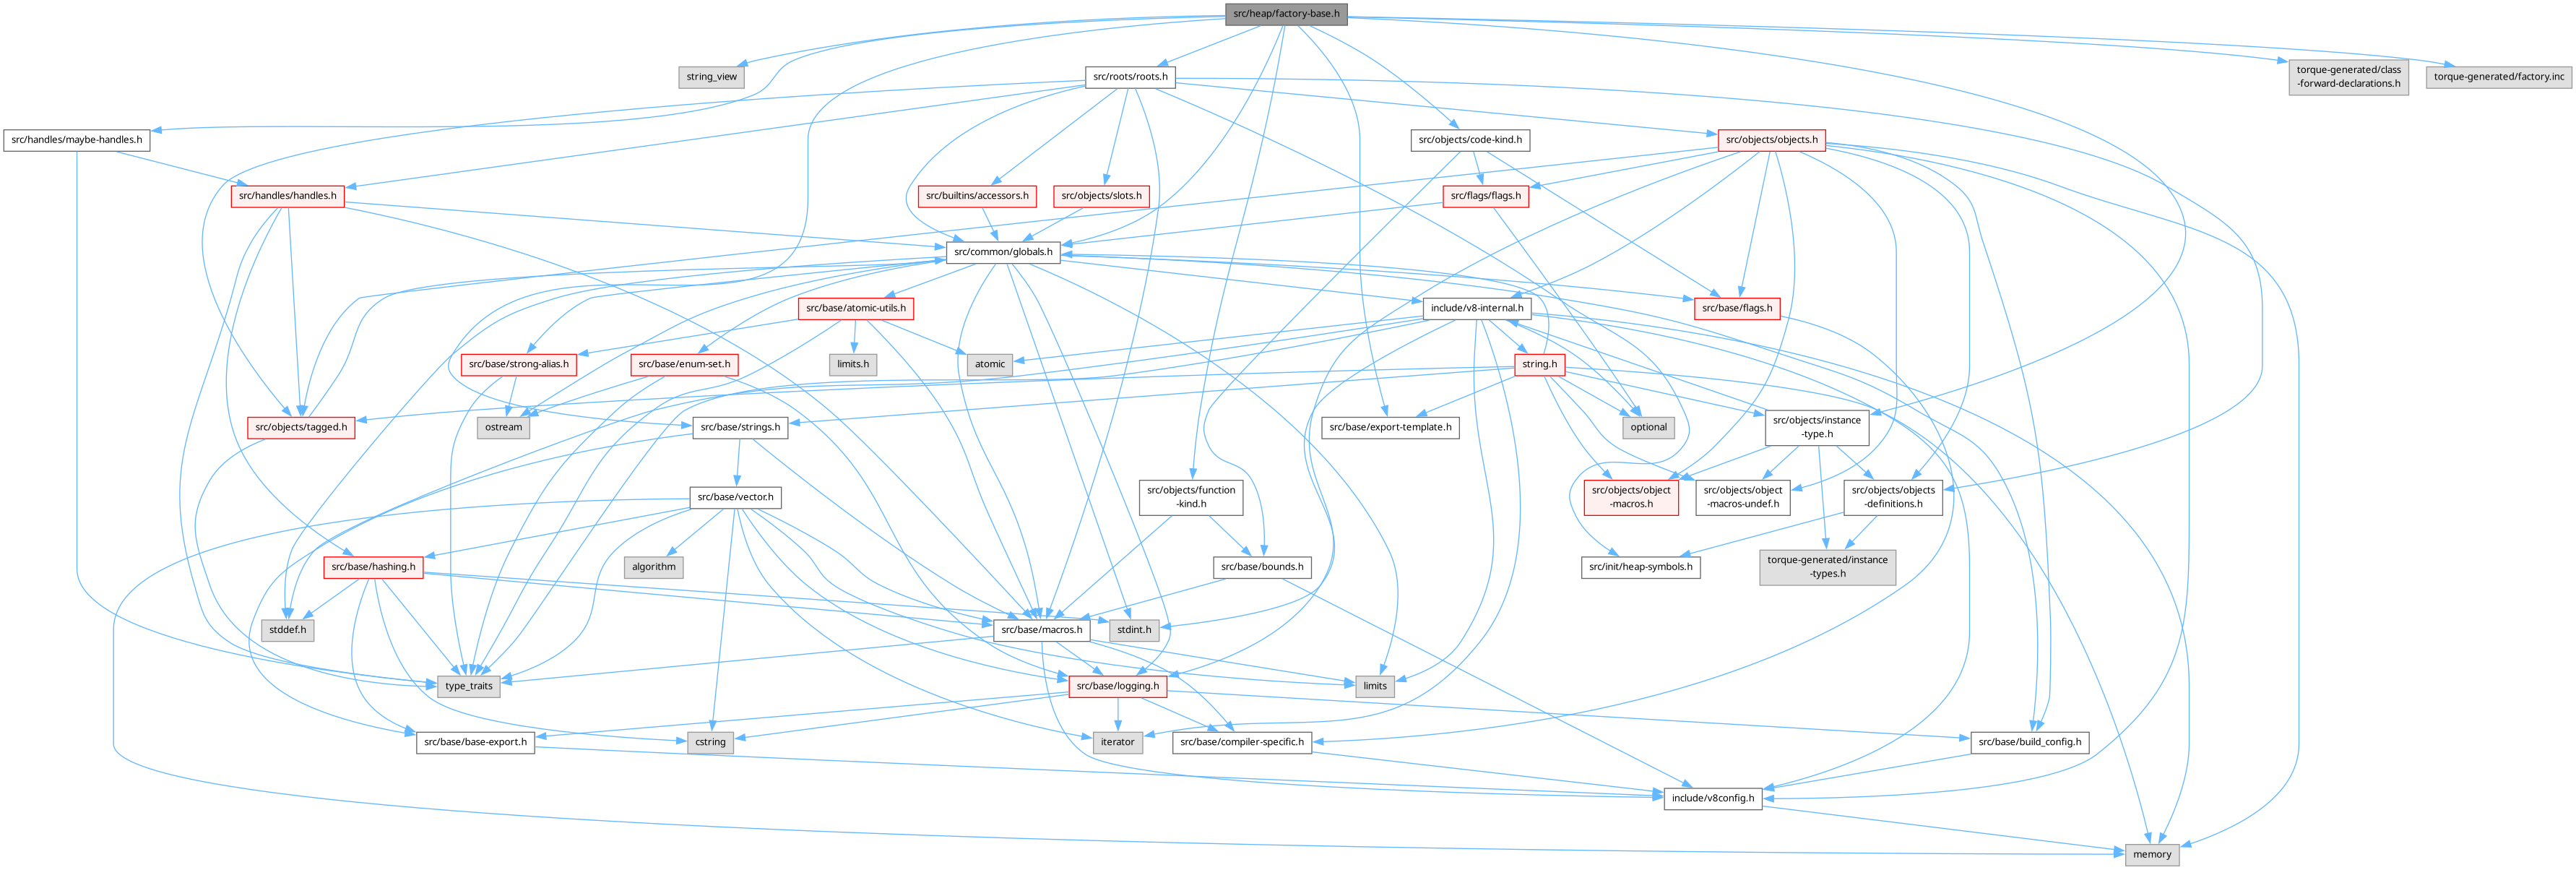 src/heap/factory-base.h
string_view
src/roots/roots.h
torque-generated/class
-forward-declarations.h
torque-generated/factory.inc
src/handles/maybe-handles.h
src/objects/code-kind.h
src/objects/objects.h
src/handles/handles.h
src/builtins/accessors.h
src/objects/slots.h
src/flags/flags.h
src/common/globals.h
src/base/atomic-utils.h
include/v8-internal.h
src/base/flags.h
src/base/strong-alias.h
src/base/enum-set.h
limits.h
atomic
string.h
src/objects/tagged.h
ostream
src/base/strings.h
src/base/export-template.h
optional
src/objects/instance
-type.h
src/base/vector.h
src/objects/function
-kind.h
src/objects/object
-macros.h
src/objects/object
-macros-undef.h
src/objects/objects
-definitions.h
src/base/hashing.h
algorithm
src/base/bounds.h
src/init/heap-symbols.h
torque-generated/instance
-types.h
stddef.h
src/base/macros.h
stdint.h
type_traits
src/base/logging.h
limits
src/base/base-export.h
cstring
iterator
src/base/compiler-specific.h
src/base/build_config.h
include/v8config.h
memory